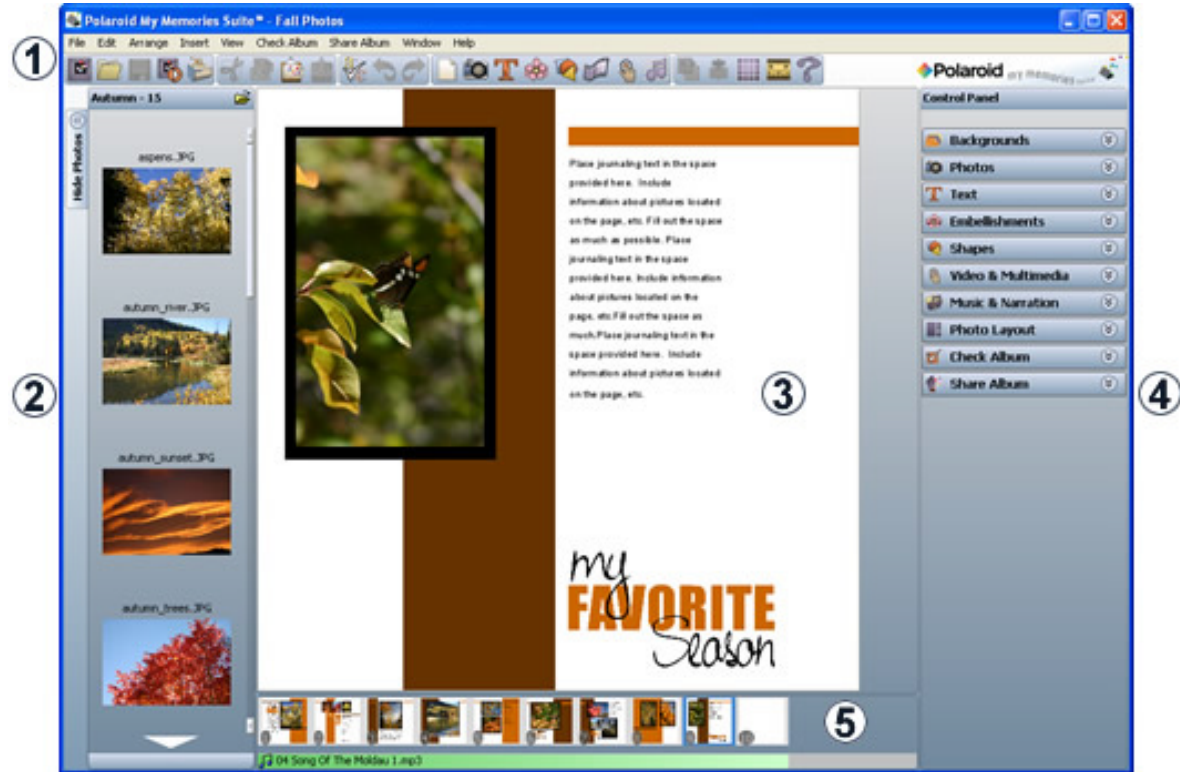 Polaroid My Memories Suite™ - Fall Photos
File Edit Arrange Insert View Check Album Share Album Window Help
1
Polaroid my memories
Autumn - 15
Control Panel
Hide Photos
aspens.JPG
autumn_river.JPG
autumn_sunset.JPG
autumn_trees.JPG
2
Place journaling text in the space
provided here. Include
information about pictures located
on the page, etc. Fill out the space
as much as possible. Place
journaling text in the space
provided here. Include information
about pictures located on the
page, etc.Fill out the space as
much.Place journaling text in the
space provided here. Include
information about pictures located
on the page, etc.
3
my
FAVORITE
Season
Backgrounds
Photos
Text
Embellishments
Shapes
Video & Multimedia
Music & Narration
Photo Layout
Check Album
Share Album
4
5
04 Song Of The Moldau 1.mp3